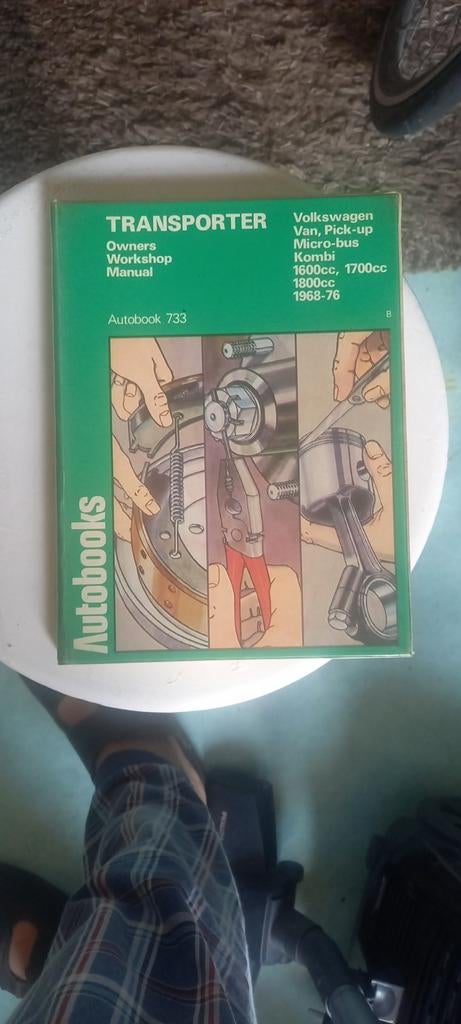 TRANSPORTER
Owners
Workshop
Manual
Volkswagen
Van, Pick-up
Micro-bus
Kombi
1600cc, 1700cc
1800cc
1968-76
Autobook 733
B
Autobooks